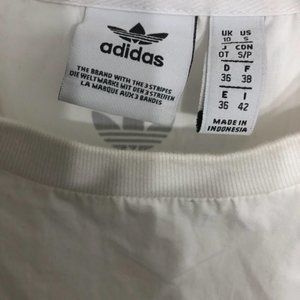 adidas
THE BRAND WITH THE 3 STRIPES
DIE WELTMARKE MIT DEN 3 STREIFEN
LA MARQUE AUX 3 BANDES
UK US
10 S
J CDN
OT S/P
D F
36 38
E I
36 42
MADE IN
INDONESIA